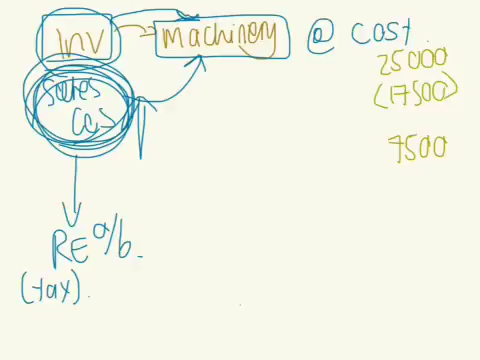 Inv machinery @ cost
25000
(17500)
7500
Sales
COS
RE a/b.
(tax).